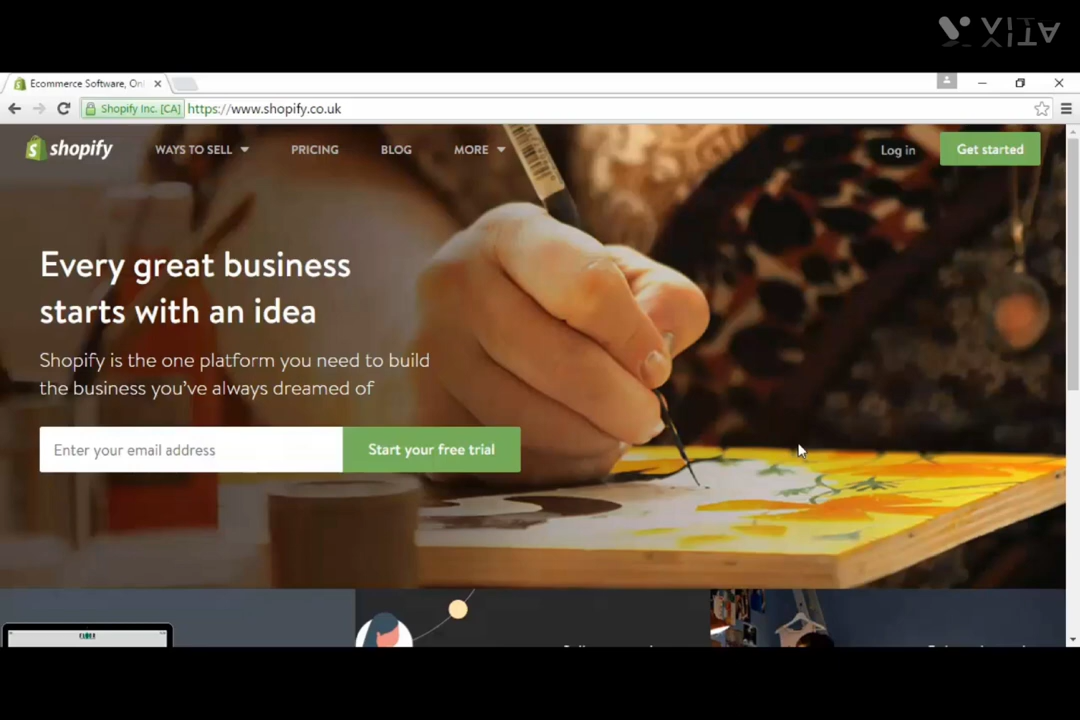 VITA
Ecommerce Software, Onl
Shopify Inc. [CA] https://www.shopify.co.uk
shopify WAYS TO SELL PRICING BLOG MORE Log in Get started
Every great business
starts with an idea
Shopify is the one platform you need to build
the business you've always dreamed of
Enter your email address Start your free trial